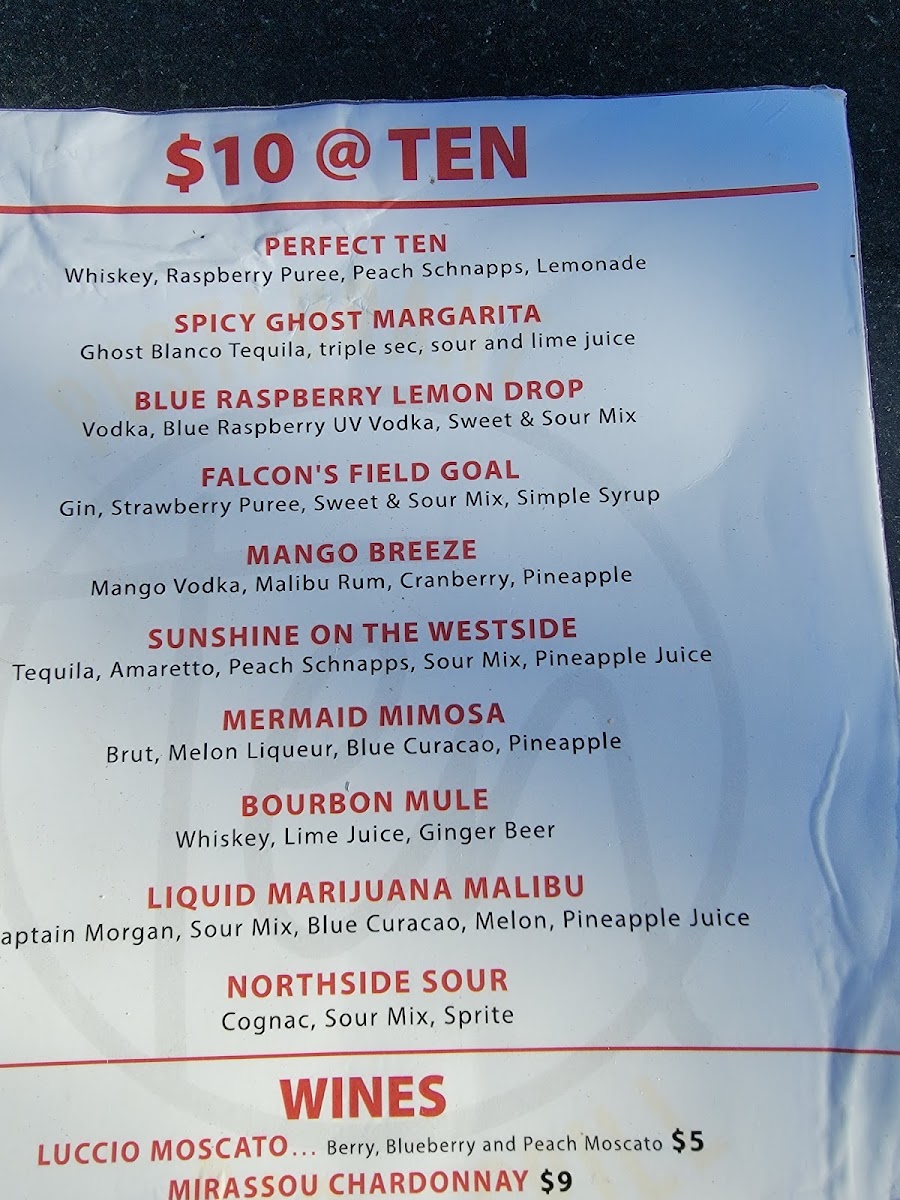 $10 @ TEN
PERFECT TEN
Whiskey, Raspberry Puree, Peach Schnapps, Lemonade
SPICY GHOST MARGARITA
Ghost Blanco Tequila, triple sec, sour and lime juice
BLUE RASPBERRY LEMON DROP
Vodka, Blue Raspberry UV Vodka, Sweet & Sour Mix
FALCON'S FIELD GOAL
Gin, Strawberry Puree, Sweet & Sour Mix, Simple Syrup
MANGO BREEZE
Mango Vodka, Malibu Rum, Cranberry, Pineapple
SUNSHINE ON THE WESTSIDE
Tequila, Amaretto, Peach Schnapps, Sour Mix, Pineapple Juice
MERMAID MIMOSA
Brut, Melon Liqueur, Blue Curacao, Pineapple
BOURBON MULE
Whiskey, Lime Juice, Ginger Beer
LIQUID MARIJUANA MALIBU
aptain Morgan, Sour Mix, Blue Curacao, Melon, Pineapple Juice
NORTHSIDE SOUR
Cognac, Sour Mix, Sprite
WINES
LUCCIO MOSCATO... Berry, Blueberry and Peach Moscato $5
MIRASSOU CHARDONNAY $9